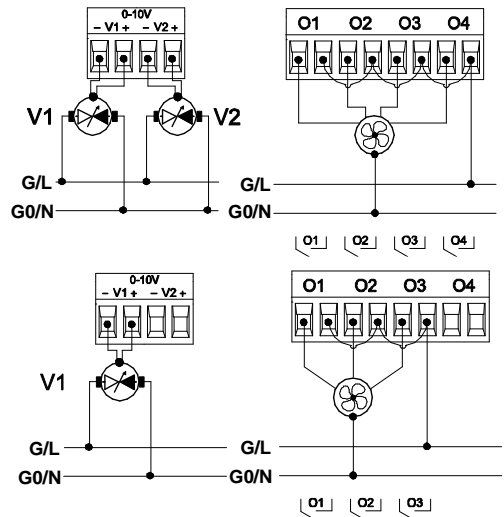 0-10V
– V1 + – V2 +
V1
V2
G/L
G0/N
O1 O2 O3 O4
O1 O2 O3 O4
0-10V
– V1 + – V2 +
V1
G/L
G0/N
O1 O2 O3 O4
G/L
G0/N
O1 O2 O3